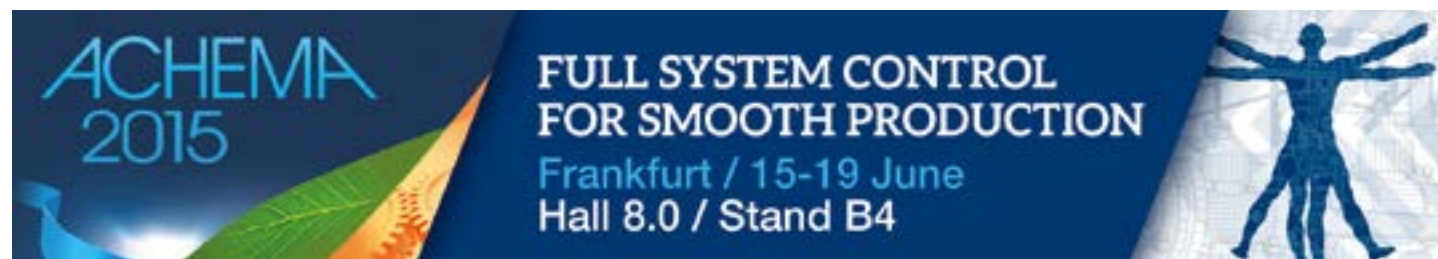 ACHEMA
2015
FULL SYSTEM CONTROL
FOR SMOOTH PRODUCTION
Frankfurt / 15-19 June
Hall 8.0 / Stand B4